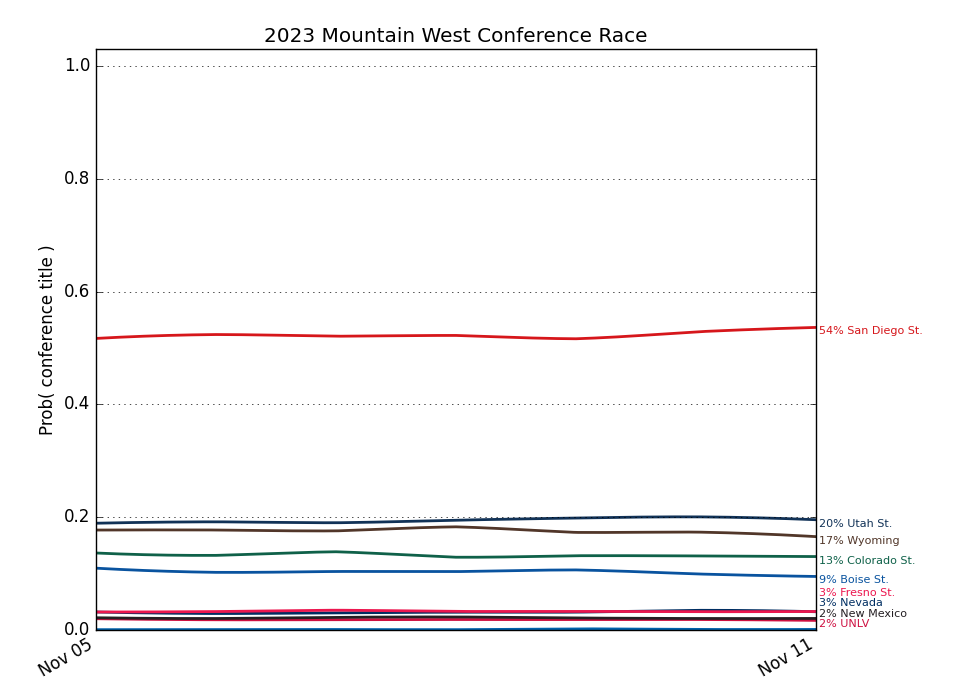 2023 Mountain West Conference Race
1.0
0.8
0.6
0.4
0.2
0.0
Prob( conference title )
Nov 05
Nov 11
54% San Diego St.
20% Utah St.
17% Wyoming
13% Colorado St.
9% Boise St.
3% Fresno St.
3% Nevada
2% New Mexico
2% UNLV